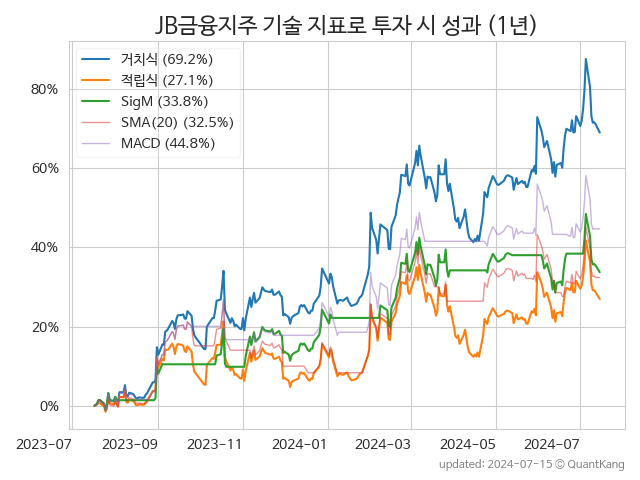 JB금융지주 기술 지표로 투자 시 성과 (1년)
거치식 (69.2%)
적립식 (27.1%)
SigM (33.8%)
SMA(20) (32.5%)
MACD (44.8%)
80%
60%
40%
20%
0%
2023-07 2023-09 2023-11 2024-01 2024-03 2024-05 2024-07
updated: 2024-07-15 © QuantKang